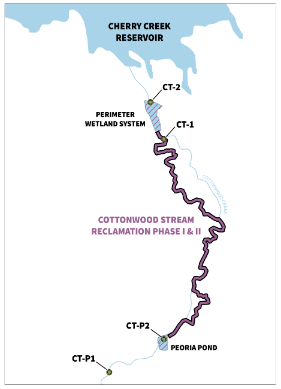 CHERRY CREEK
RESERVOIR
CT-2
PERIMETER
WETLAND SYSTEM
CT-1
COTTONWOOD STREAM
RECLAMATION PHASE I & II
CT-P2
PEORIA POND
CT-P1